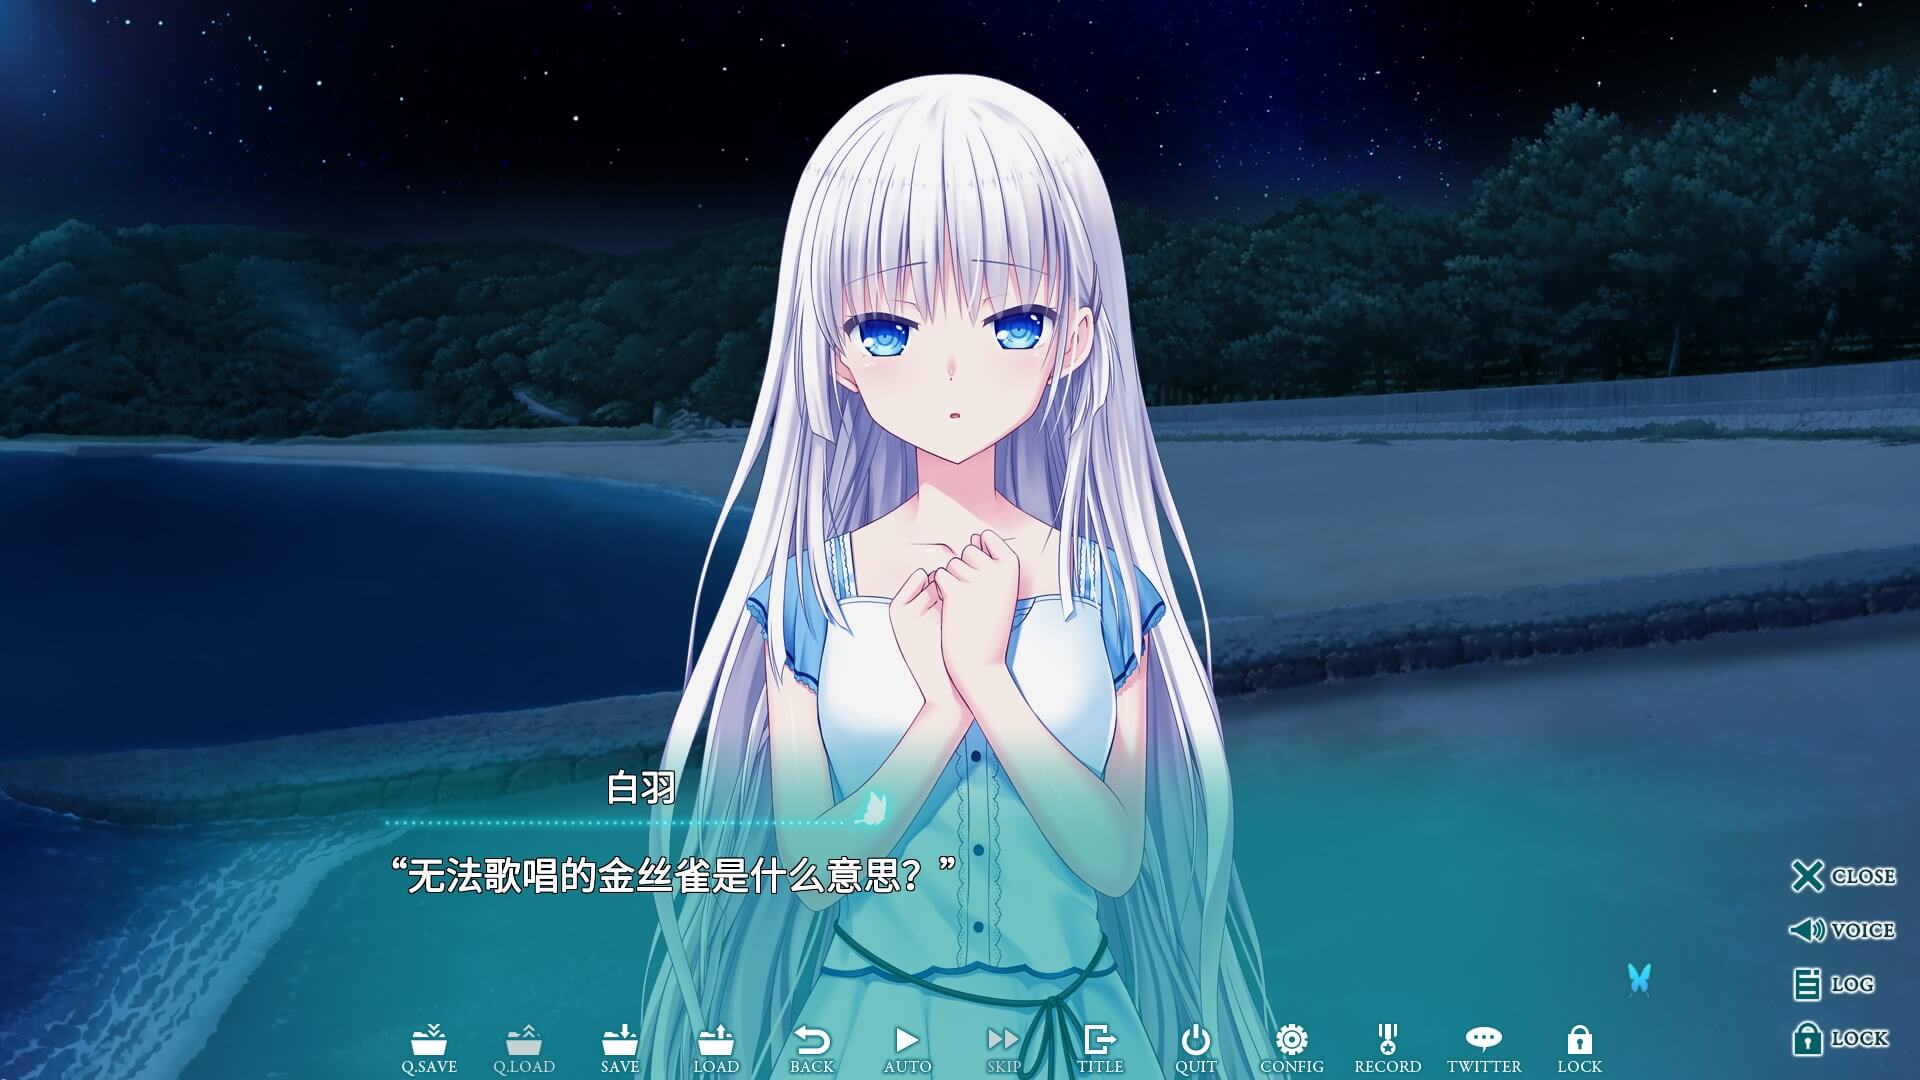 白羽
“无法歌唱的金丝雀是什么意思？”
CLOSE
VOICE
LOG
LOCK
Q.SAVE Q.LOAD SAVE LOAD BACK AUTO SKIP TITLE QUIT CONFIG RECORD TWITTER LOCK